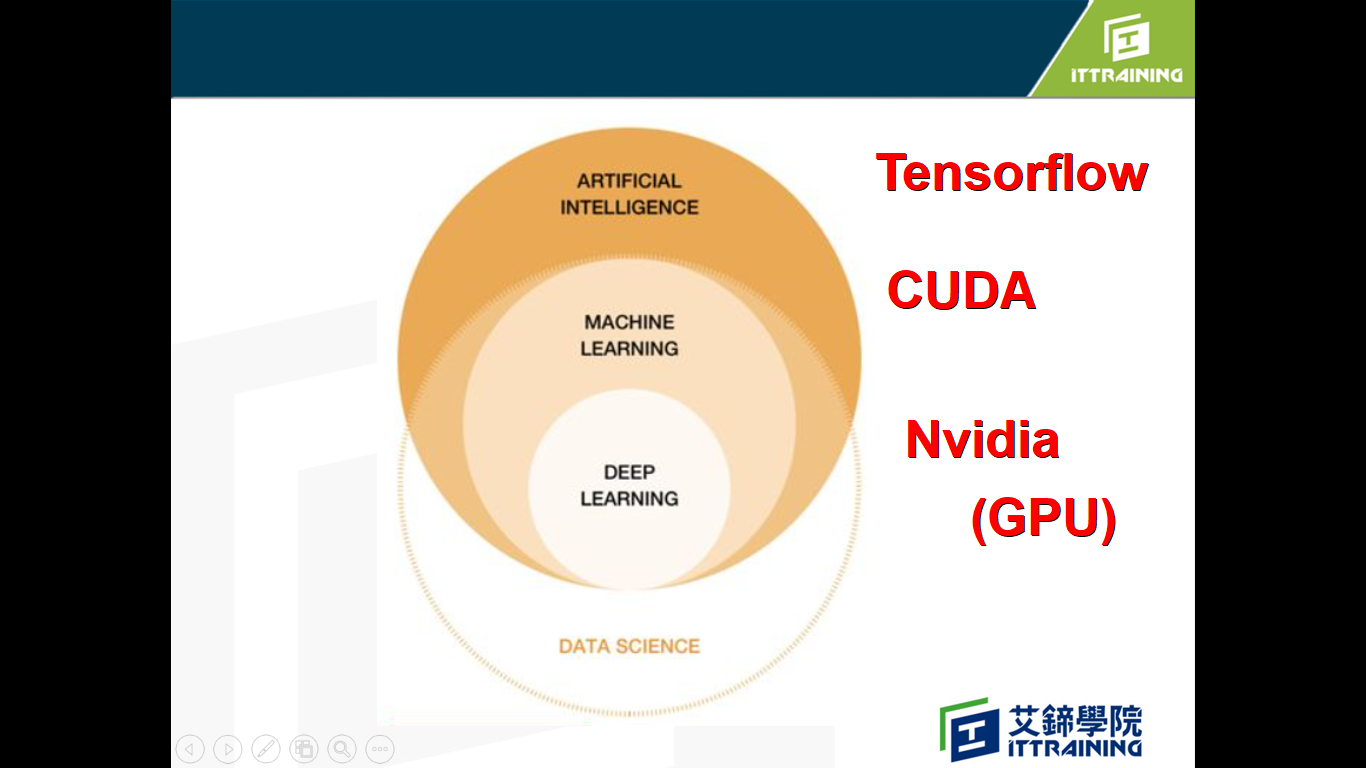 ITTRAINING
ARTIFICIAL
INTELLIGENCE
MACHINE
LEARNING
DEEP
LEARNING
DATA SCIENCE
Tensorflow
CUDA
Nvidia
(GPU)
艾鍗學院
ITTRAINING